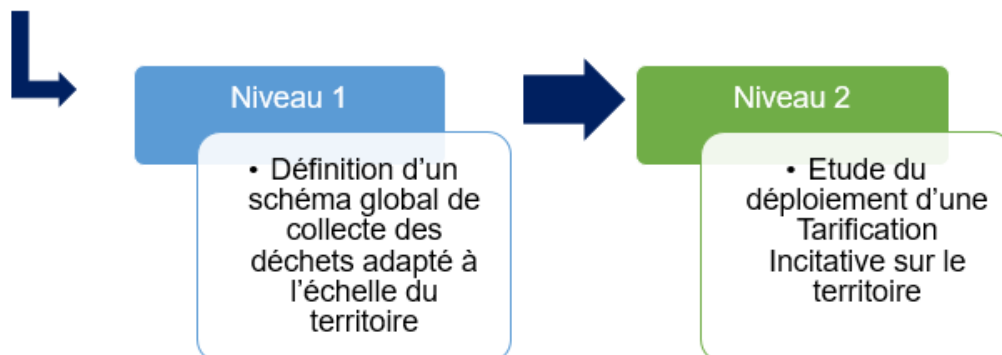 Niveau 1
• Définition d’un
schéma global de
collecte des
déchets adapté à
l’échelle du
territoire
Niveau 2
• Etude du
déploiement d’une
Tarification
Incitative sur le
territoire